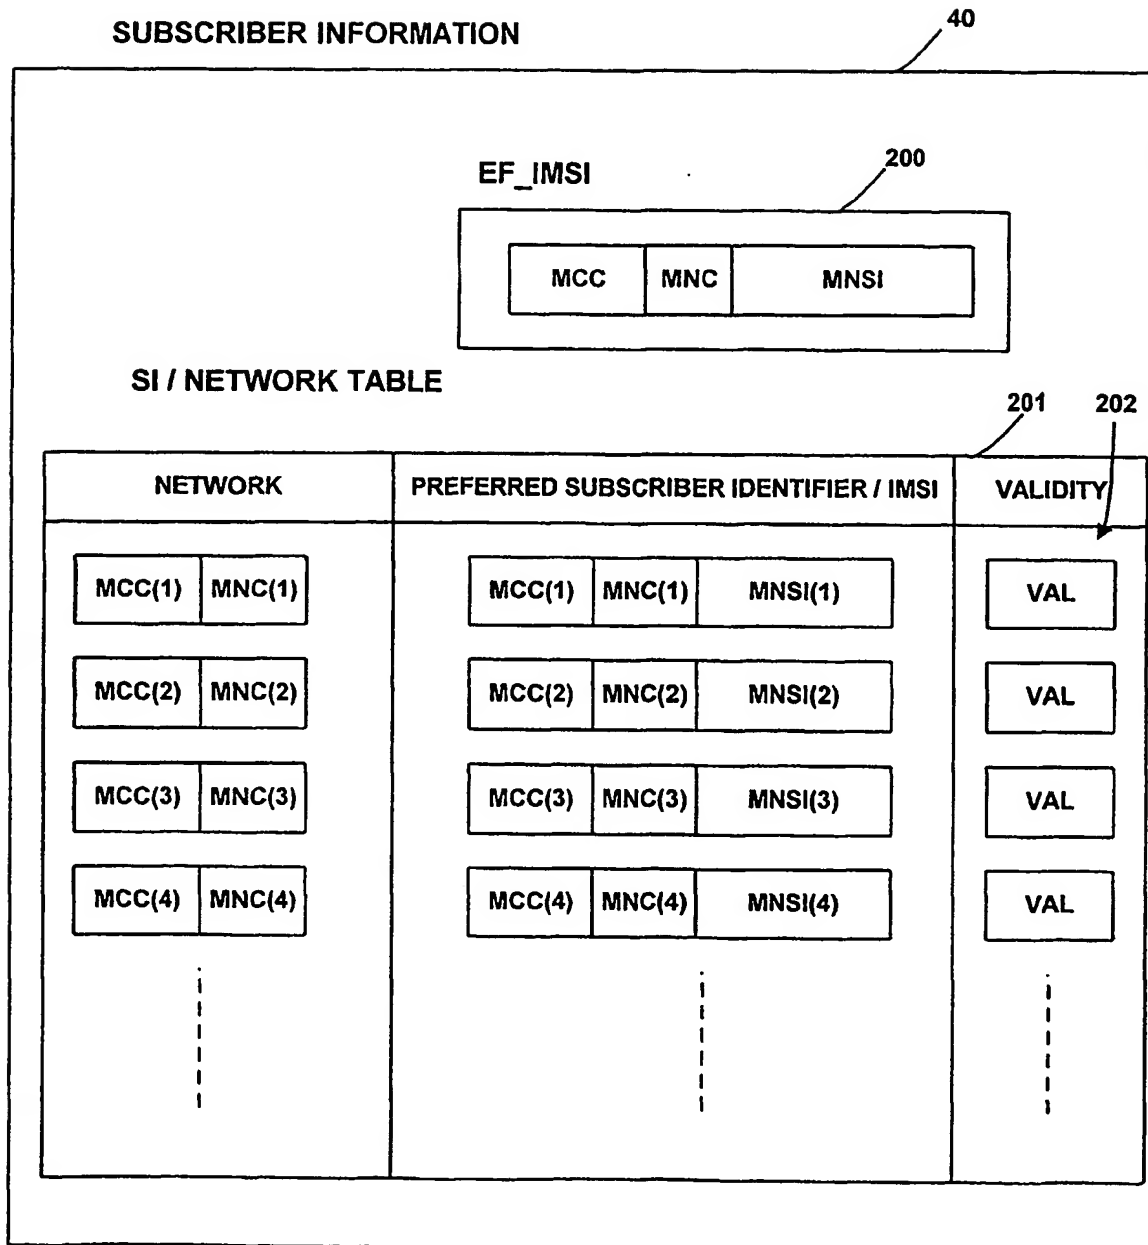 SUBSCRIBER INFORMATION
40
EF_IMSI
200
MCC MNC MNSI
SI / NETWORK TABLE
201 202
NETWORK PREFERRED SUBSCRIBER IDENTIFIER / IMSI VALIDITY
MCC(1) MNC(1) MCC(1) MNC(1) MNSI(1) VAL
MCC(2) MNC(2) MCC(2) MNC(2) MNSI(2) VAL
MCC(3) MNC(3) MCC(3) MNC(3) MNSI(3) VAL
MCC(4) MNC(4) MCC(4) MNC(4) MNSI(4) VAL